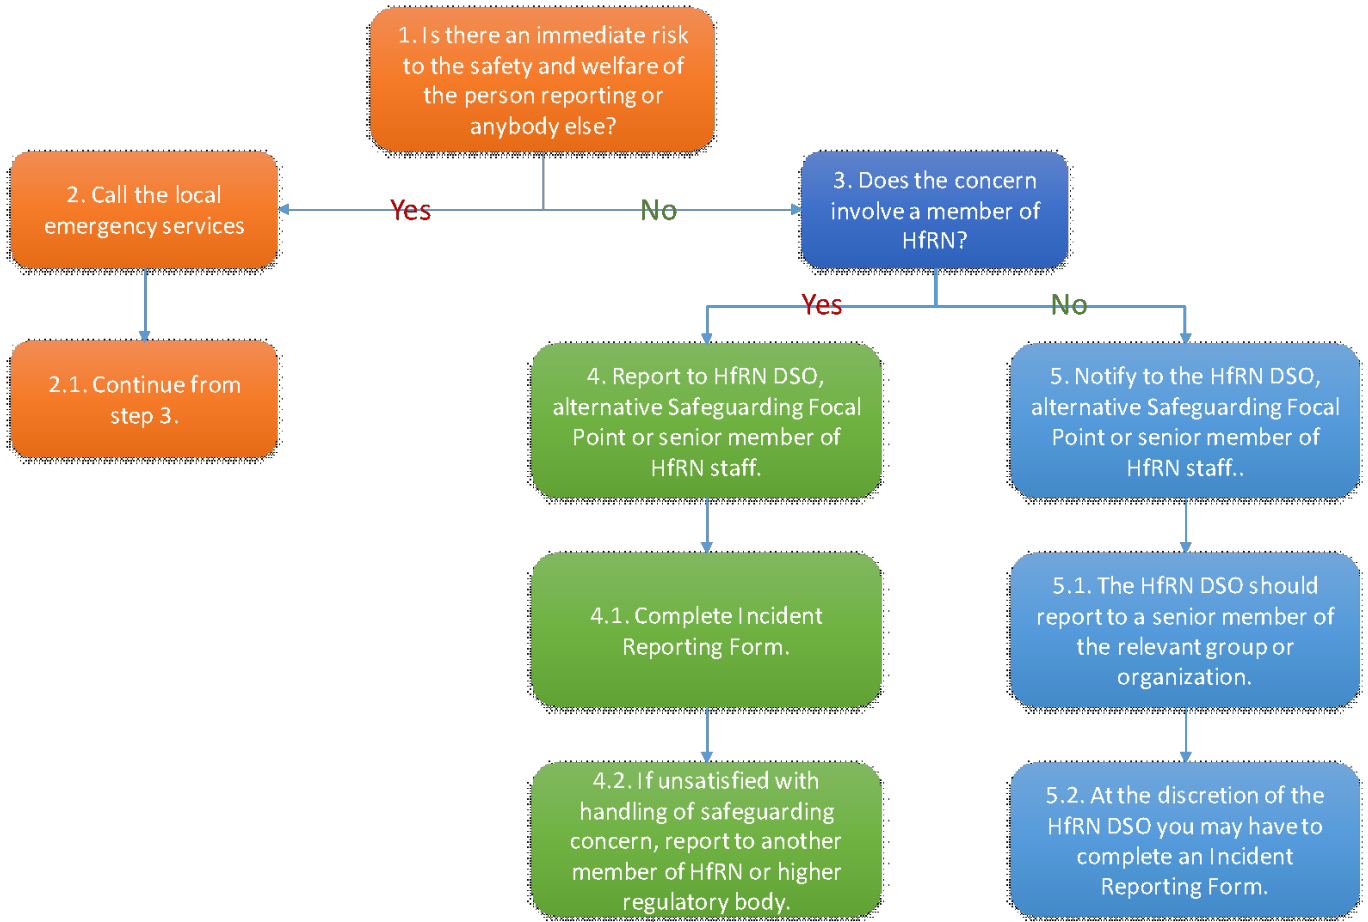 1. Is there an immediate risk
to the safety and welfare of
the person reporting or
anybody else?
2. Call the local
emergency services
Yes
No
3. Does the concern
involve a member of
HfRN?
Yes
No
2.1. Continue from
step 3.
4. Report to HfRN DSO,
alternative Safeguarding Focal
Point or senior member of
HfRN staff.
5. Notify to the HfRN DSO,
alternative Safeguarding Focal
Point or senior member of
HfRN staff..
4.1. Complete Incident
Reporting Form.
5.1. The HfRN DSO should
report to a senior member of
the relevant group or
organization.
4.2. If unsatisfied with
handling of safeguarding
concern, report to another
member of HfRN or higher
regulatory body.
5.2. At the discretion of the
HfRN DSO you may have to
complete an Incident
Reporting Form.